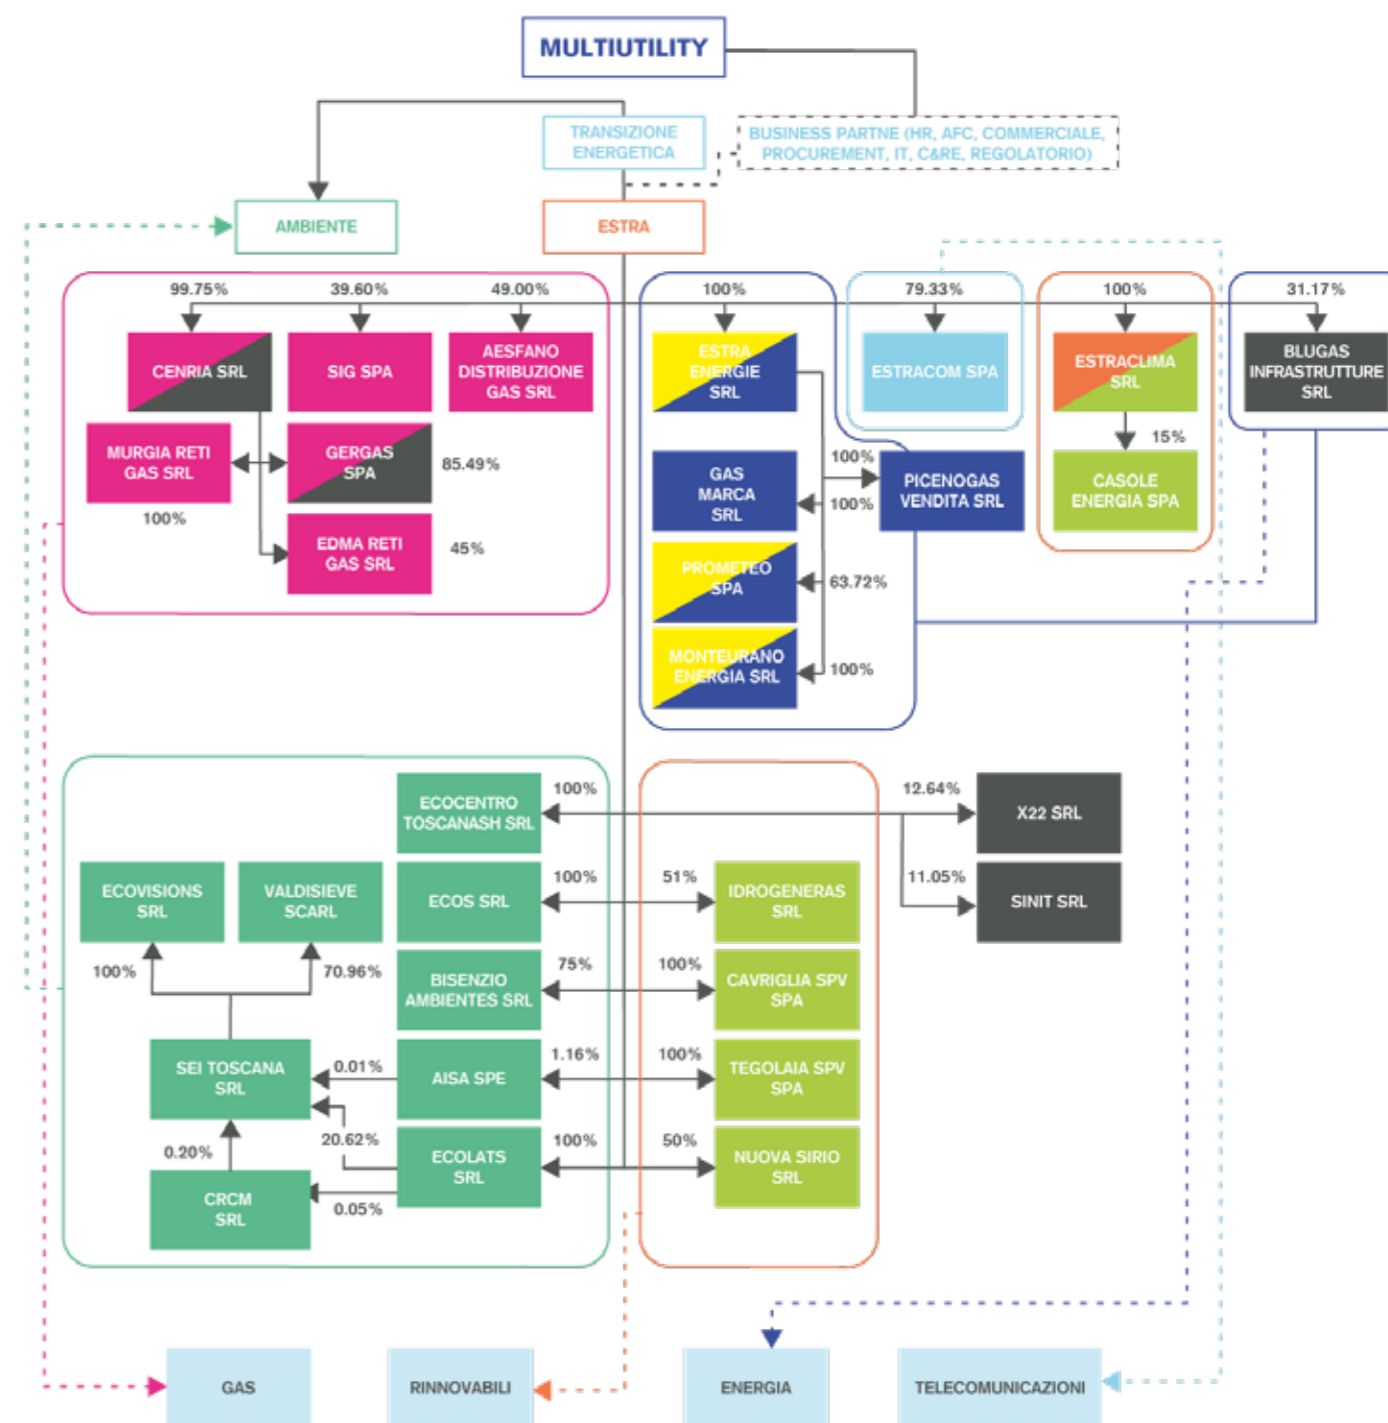 MULTIUTILITY
TRANSIZIONE
ENERGETICA
BUSINESS PARTNE (HR, AFC, COMMERCIALE,
PROCUREMENT, IT, C&RE, REGOLATORIO)
AMBIENTE
ESTRA
99.75%
39.60%
49.00%
100%
79.33%
100%
31.17%
CENRIA SRL
SIG SPA
AESFANO
DISTRIBUZIONE
GAS SRL
ESTRA
ENERGIE
SRL
ESTRACOM SPA
ESTRACLIMA
SRL
BLUGAS
INFRASTRUTTURE
SRL
MURGIA RETI
GAS SRL
100%
GERGAS
SPA
85.49%
EDMA RETI
GAS SRL
45%
GAS
MARCA
SRL
100%
100%
PICENOGAS
VENDITA SRL
15%
CASOLE
ENERGIA SPA
PROMETEO
SPA
63.72%
MONTEURANO
ENERGIA SRL
100%
ECOCENTRO
TOSCANASH SRL
100%
12.64%
X22 SRL
ECOVISIONS
SRL
VALDISIEVE
SCARL
ECOS SRL
100%
51%
IDROGENERAS
SRL
11.05%
SINIT SRL
100%
70.96%
BISENZIO
AMBIENTES SRL
75%
100%
CAVRIGLIA SPV
SPA
SEI TOSCANA
SRL
0.01%
AISA SPE
1.16%
100%
TEGOLAIA SPV
SPA
0.20%
20.62%
ECOLATS
SRL
100%
50%
NUOVA SIRIO
SRL
CRCM
SRL
0.05%
GAS
RINNOVABILI
ENERGIA
TELECOMUNICAZIONI